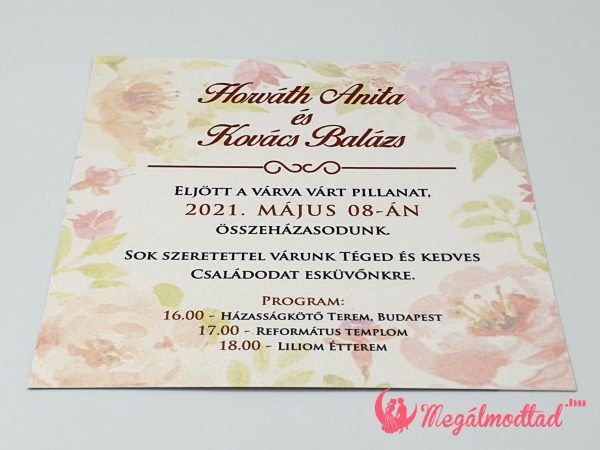 Horváth Anita
és
Kovács Balázs
Eljött a várva várt pillanat,
2021. május 08-án
összeházasodunk.
Sok szeretettel várunk Téged és kedves
Családodat esküvőnkre.
Program:
16.00 - Házasságkötő Terem, Budapest
17.00 - Református templom
18.00 - Liliom Étterem
Megálmodtad.hu